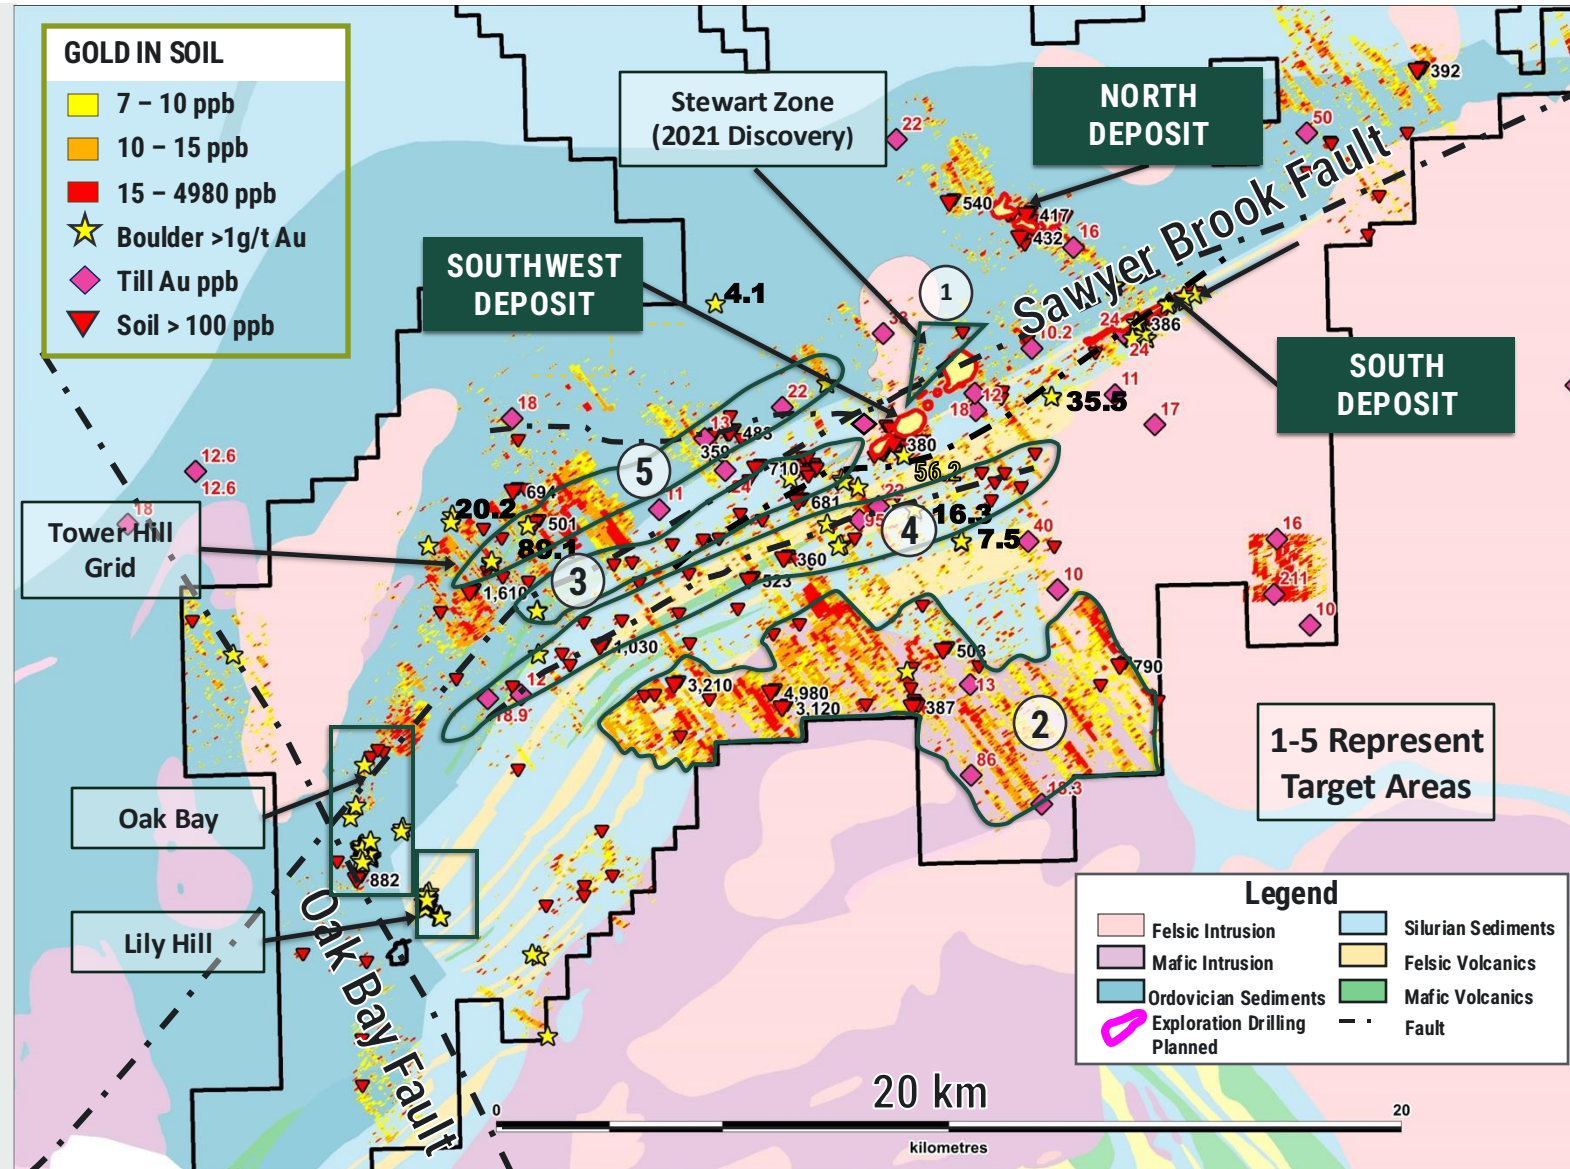 GOLD IN SOIL
7 – 10 ppb
10 – 15 ppb
15 – 4980 ppb
Boulder >1g/t Au
Till Au ppb
Soil > 100 ppb
Stewart Zone
(2021 Discovery)
NORTH
DEPOSIT
SOUTHWEST
DEPOSIT
SOUTH
DEPOSIT
Sawyer Brook Fault
Oak Bay Fault
Tower Hill
Grid
Oak Bay
Lily Hill
1-5 Represent
Target Areas
1
2
3
4
5
392
50
22
540
417
432
16
4.1
10.2
24
386
24
11
35.5
17
12
18
380
56.2
22
13
483
359
24
710
681
11
18
12.6
12.6
18
694
20.2
501
89.1
1,610
95
22
16.3
7.5
40
360
523
10
16
211
10
1,030
12
18.9
3,210
4,980
3,120
503
13
387
790
86
18.3
882
Legend
Felsic Intrusion
Mafic Intrusion
Ordovician Sediments
Exploration Drilling
Planned
Silurian Sediments
Felsic Volcanics
Mafic Volcanics
Fault
20 km
0
20
kilometres